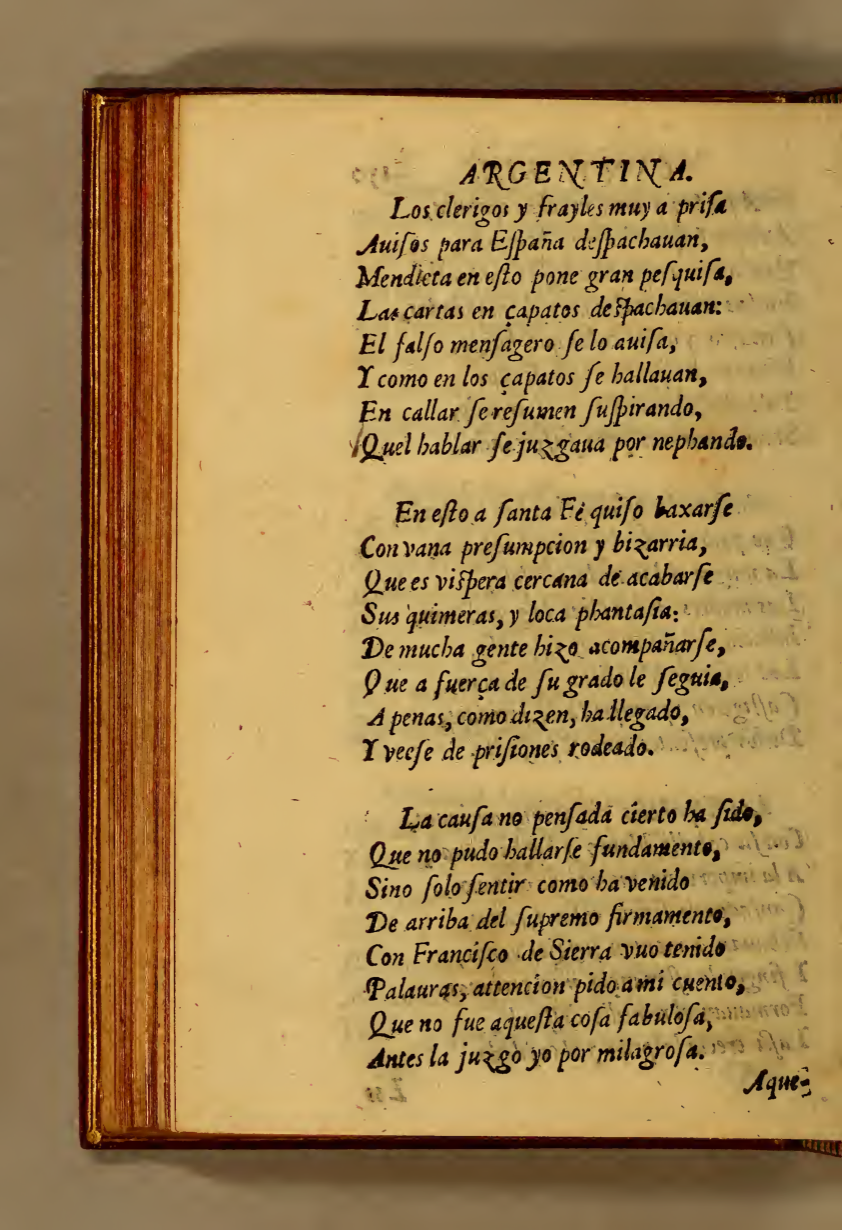 ARGENTINA.
Los clerigos y frayles muy a priſa
Auiſos para Eſpaña deſpachauan,
Mendieta en eſto pone gran peſquiſa,
Las cartas en çapatos deſpachauan:
El falſo menſagero ſe lo auiſa,
Y como en los çapatos ſe hallauan,
En callar ſe reſumen ſuſpirando,
Quel hablar ſe juzgaua por nephando.
En eſto a ſanta Fè quiſo baxarſe
Con vana preſumpcion y bizarria,
Que es viſpera cercana de acabarſe
Sus quimeras, y loca phantaſia:
De mucha gente hizo acompañarſe,
Que a fuerça de ſu grado le ſeguia,
A penas, como dizen, ha llegado,
Y veeſe de priſiones rodeado.
La cauſa no penſada cierto ha ſido,
Que no pudo hallarſe fundamento,
Sino ſolo ſentir como ha venido
De arriba del ſupremo firmamento,
Con Franciſco de Sierra vuo tenido
Palauras, attencion pido a mi cuento,
Que no fue aqueſta coſa fabuloſa,
Antes la juzgo yo por milagroſa.
Aque-